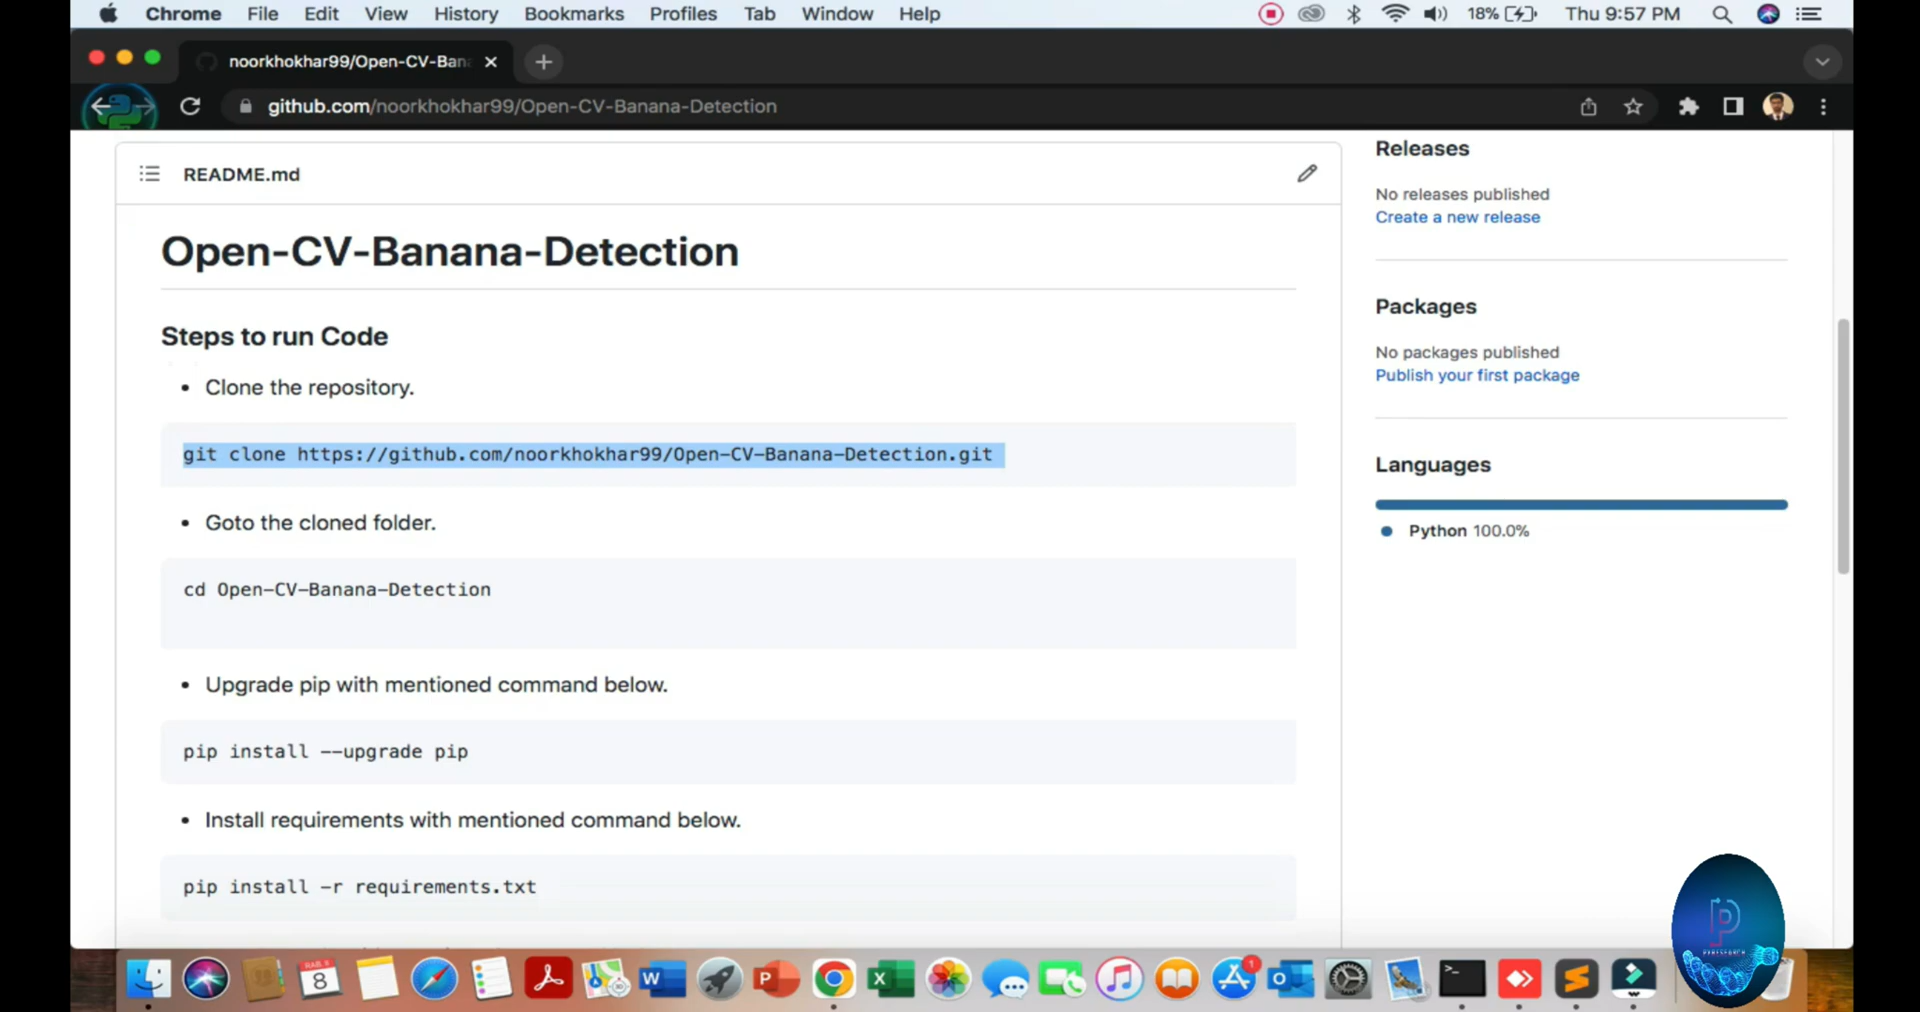 Chrome File Edit View History Bookmarks Profiles Tab Window Help 18% Thu 9:57 PM
noorkhokhar99/Open-CV-Ban
github.com/noorkhokhar99/Open-CV-Banana-Detection
README.md
Open-CV-Banana-Detection
Steps to run Code
• Clone the repository.
git clone https://github.com/noorkhokhar99/Open-CV-Banana-Detection.git
• Goto the cloned folder.
cd Open-CV-Banana-Detection
• Upgrade pip with mentioned command below.
pip install --upgrade pip
• Install requirements with mentioned command below.
pip install -r requirements.txt
Releases
No releases published
Create a new release
Packages
No packages published
Publish your first package
Languages
Python 100.0%
8
W
P
X
1
O
>_
P